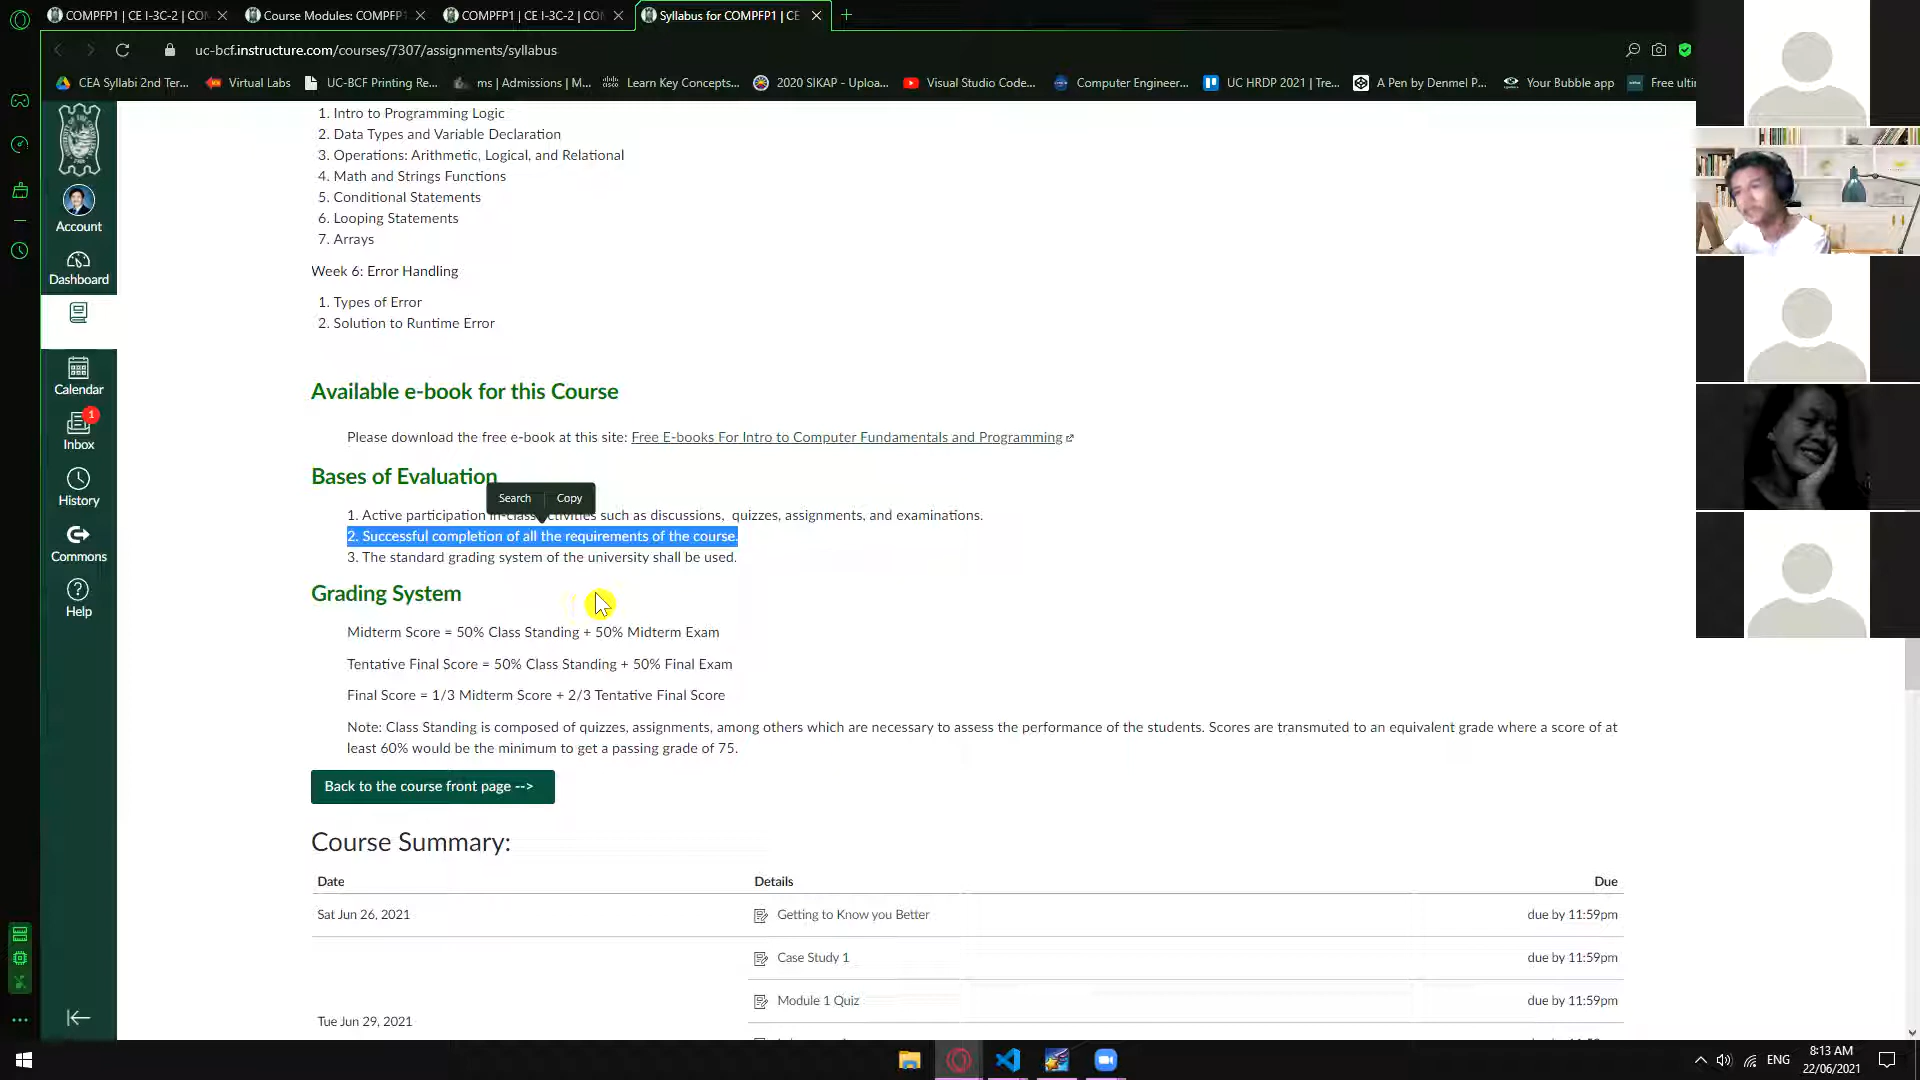 COMPFP1 | CE I-3C-2 | CO
Course Modules: COMPFP
COMPFP1 | CE I-3C-2 | CO
Syllabus for COMPFP1 | CE
uc-bcf.instructure.com/courses/7307/assignments/syllabus
CEA Syllabi 2nd Ter...
Virtual Labs
UC-BCF Printing Re...
ms | Admissions | M...
Learn Key Concepts...
2020 SIKAP - Uploa...
Visual Studio Code...
Computer Engineer...
UC HRDP 2021 | Tre...
A Pen by Denmel P...
Your Bubble app
Free ulti
Account
Dashboard
Calendar
1
Inbox
History
Commons
Help
1. Intro to Programming Logic
2. Data Types and Variable Declaration
3. Operations: Arithmetic, Logical, and Relational
4. Math and Strings Functions
5. Conditional Statements
6. Looping Statements
7. Arrays
Week 6: Error Handling
1. Types of Error
2. Solution to Runtime Error
Available e-book for this Course
Please download the free e-book at this site: Free E-books For Intro to Computer Fundamentals and Programming
Bases of Evaluation
Search Copy
1. Active participation in-class activities such as discussions, quizzes, assignments, and examinations.
2. Successful completion of all the requirements of the course.
3. The standard grading system of the university shall be used.
Grading System
Midterm Score = 50% Class Standing + 50% Midterm Exam
Tentative Final Score = 50% Class Standing + 50% Final Exam
Final Score = 1/3 Midterm Score + 2/3 Tentative Final Score
Note: Class Standing is composed of quizzes, assignments, among others which are necessary to assess the performance of the students. Scores are transmuted to an equivalent grade where a score of at
least 60% would be the minimum to get a passing grade of 75.
Back to the course front page -->
Course Summary:
Date Details Due
Sat Jun 26, 2021 Getting to Know you Better due by 11:59pm
Case Study 1 due by 11:59pm
Module 1 Quiz due by 11:59pm
Tue Jun 29, 2021
ENG
8:13 AM
22/06/2021